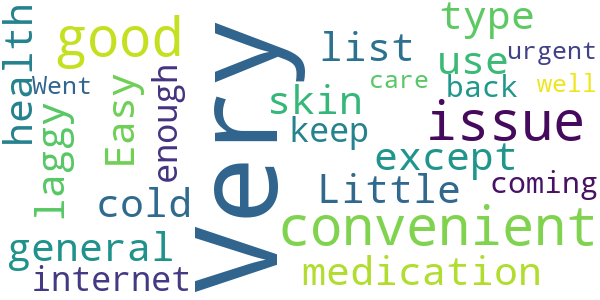 health
Went
good
laggy
Easy
enough
cold
general
internet
very
list
type
use
urgent
care
back
well
skin
keep
issue
except
Little
coming
convenient
medication